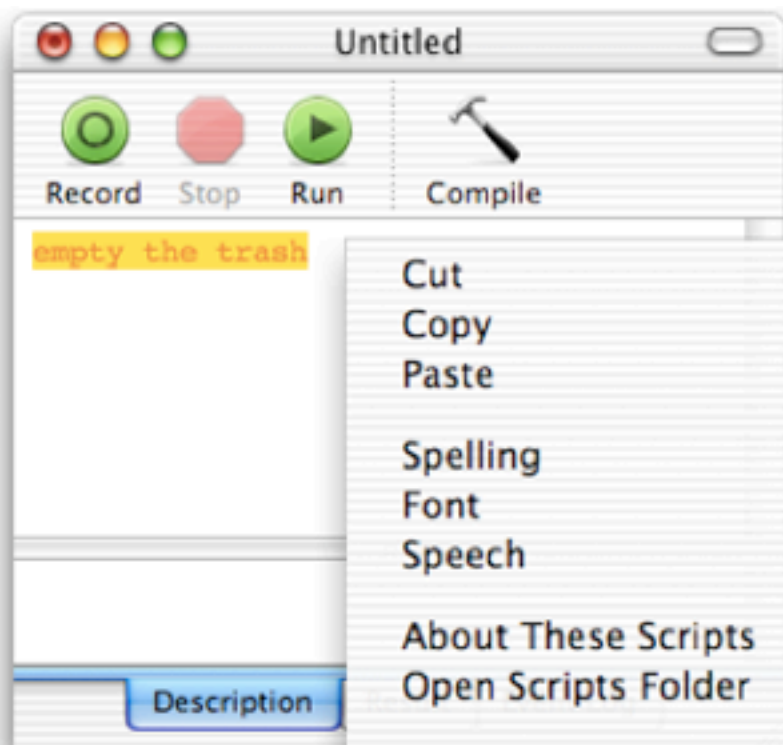 Untitled
Record Stop Run Compile
empty the trash
Cut
Copy
Paste
Spelling
Font
Speech
About These Scripts
Open Scripts Folder
Description